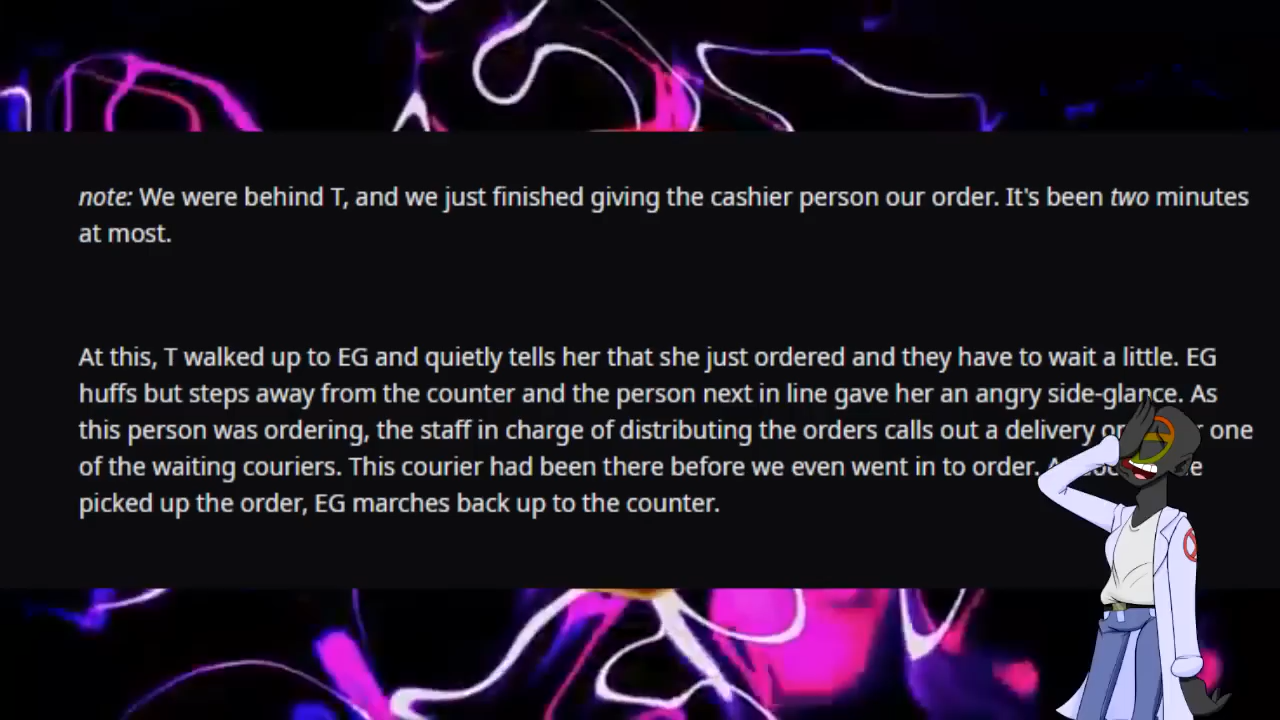 note: We were behind T, and we just finished giving the cashier person our order. It's been two minutes
at most.
At this, T walked up to EG and quietly tells her that she just ordered and they have to wait a little. EG
huffs but steps away from the counter and the person next in line gave her an angry side-glance. As
this person was ordering, the staff in charge of distributing the orders calls out a delivery one
of the waiting couriers. This courier had been there before we even went in to order.
picked up the order, EG marches back up to the counter.